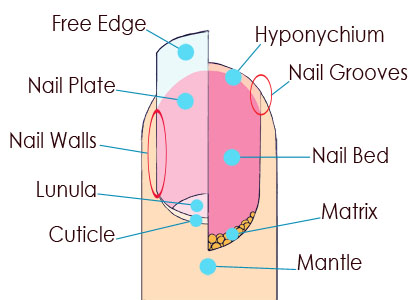 Free Edge
Hyponychium
Nail Grooves
Nail Plate
Nail Walls
Nail Bed
Lunula
Matrix
Cuticle
Mantle